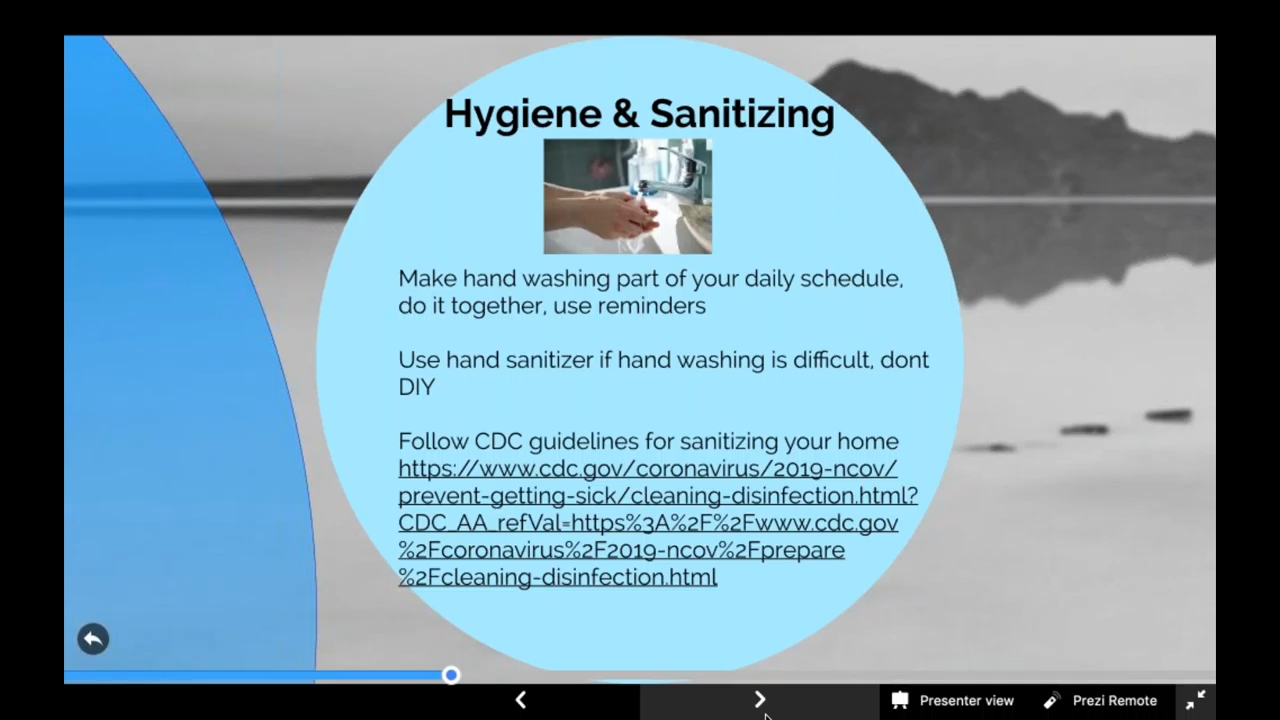 Hygiene & Sanitizing
Make hand washing part of your daily schedule,
do it together, use reminders
Use hand sanitizer if hand washing is difficult, dont
DIY
Follow CDC guidelines for sanitizing your home
https://www.cdc.gov/coronavirus/2019-ncov/
prevent-getting-sick/cleaning-disinfection.html?
CDC_AA_refVal=https%3A%2F%2Fwww.cdc.gov
%2Fcoronavirus%2F2019-ncov%2Fprepare
%2Fcleaning-disinfection.html
Presenter view
Prezi Remote